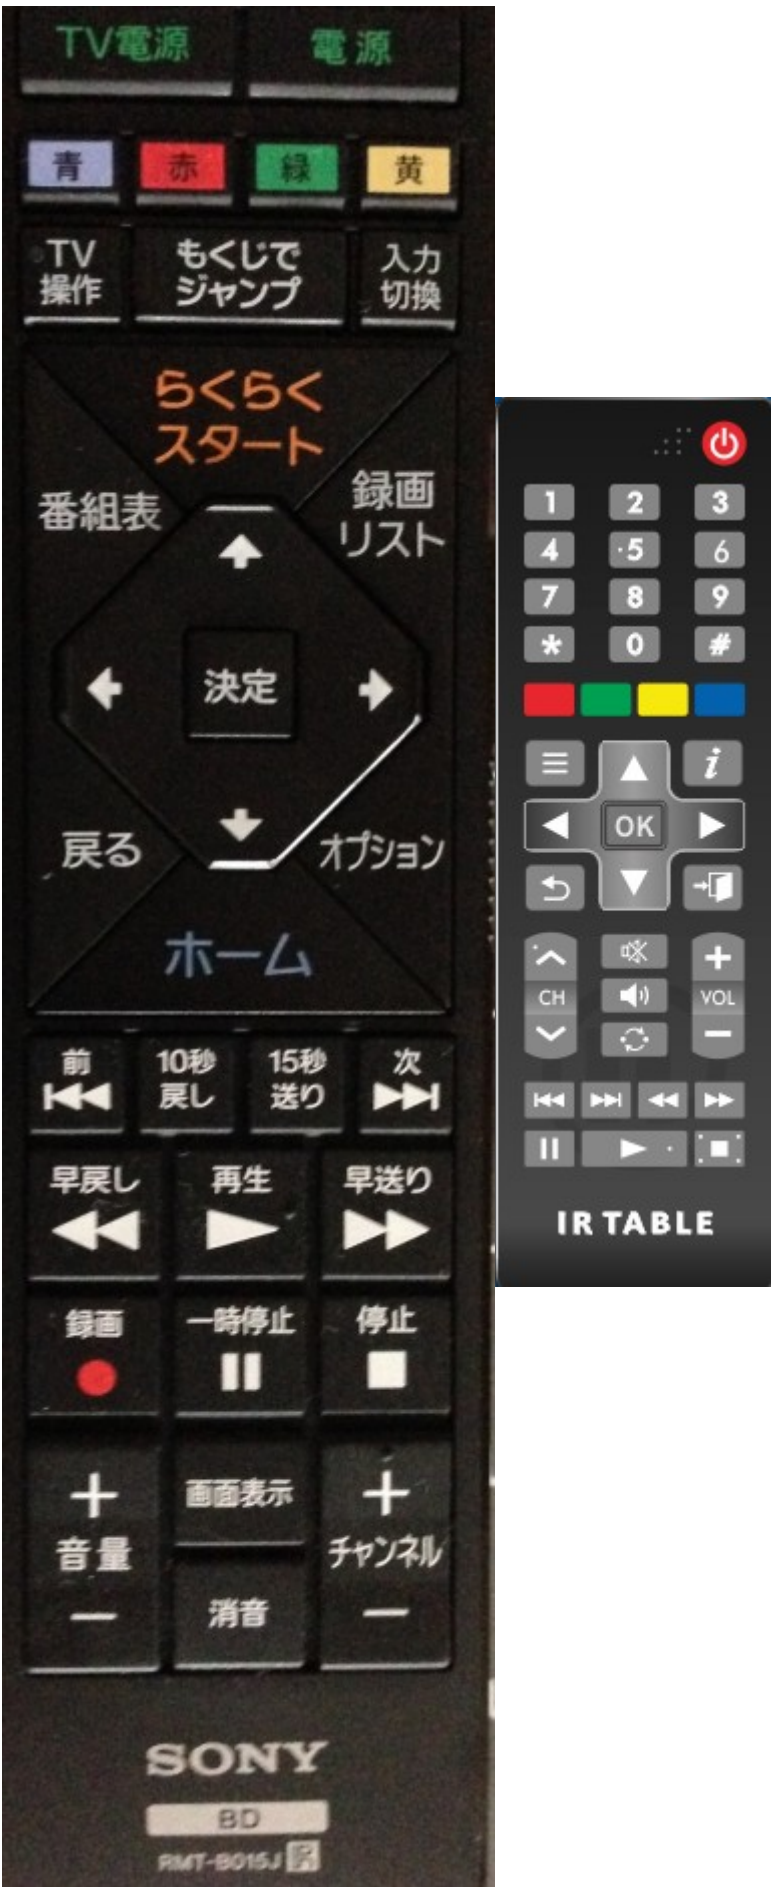 TV電源 電源
青 赤 緑 黄
TV
操作
もくじで
ジャンプ
入力
切換
らくらく
スタート
番組表
録画
リスト
決定
戻る
オプション
ホーム
前
10秒
戻し
15秒
送り
次
早戻し 再生 早送り
録画 一時停止 停止
+ 画面表示 +
音量 チャンネル
- 消音 -
SONY
BD
RMT-B015J
1 2 3
4 5 6
7 8 9
* 0 #
i
OK
CH VOL
+
-
IR TABLE